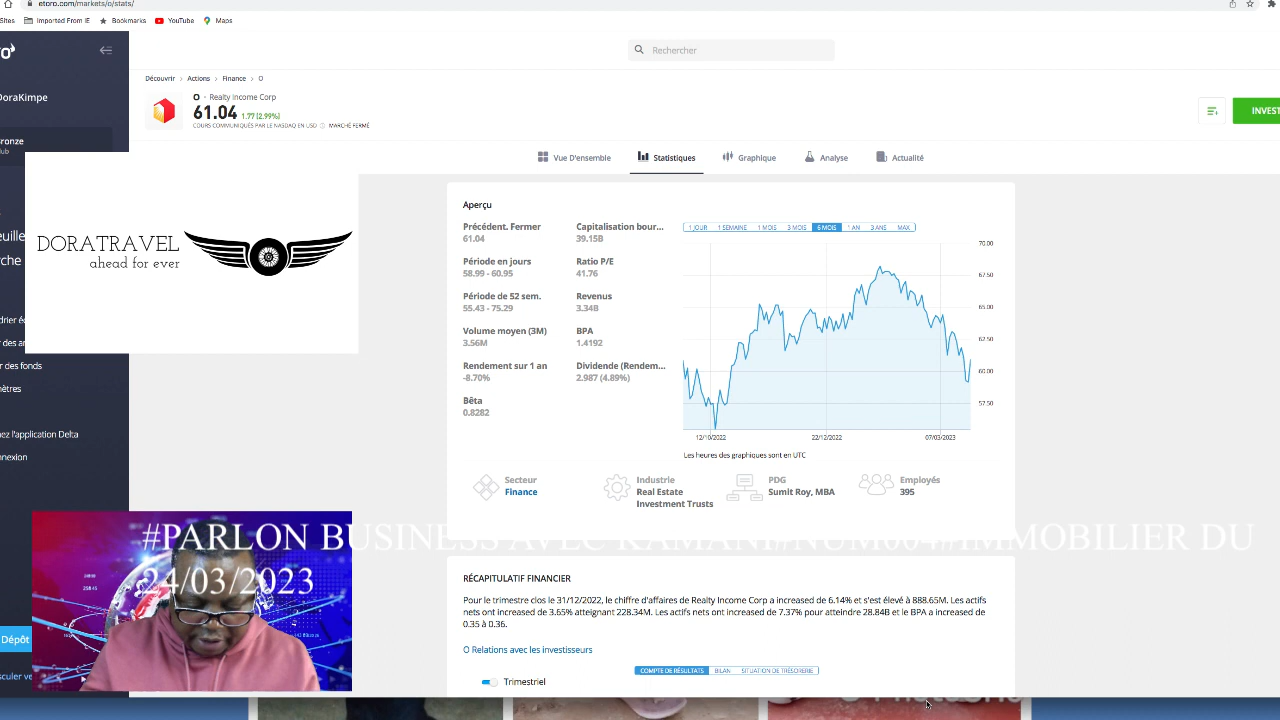 etoro.com/markets/o/stats/
Sites Imported From IE Bookmarks YouTube Maps
Rechercher
Découvrir > Actions > Finance > O
DoraKimpe
O - Realty Income Corp
61.04 1.77 (2.99%)
COURS COMMUNIQUÉS PAR LE NASDAQ EN USD MARCHÉ FERMÉ
INVEST
Vue D'ensemble Statistiques Graphique Analyse Actualité
DORATRAVEL
ahead for ever
Aperçu
Précédent. Fermer
61.04
Capitalisation bour...
39.15B
Période en jours
58.99 - 60.95
Ratio P/E
41.76
Période de 52 sem.
55.43 - 75.29
Revenus
3.34B
Volume moyen (3M)
3.56M
BPA
1.4192
Rendement sur 1 an
-8.70%
Dividende (Rendem...
2.987 (4.89%)
Bêta
0.8282
1 JOUR 1 SEMAINE 1 MOIS 3 MOIS 6 MOIS 1 AN 3 ANS MAX
70.00
67.50
65.00
62.50
60.00
57.50
12/10/2022 22/12/2022 07/03/2023
Les heures des graphiques sont en UTC
Secteur
Finance
Industrie
Real Estate
Investment Trusts
PDG
Sumit Roy, MBA
Employés
395
ez l'application Delta
#PARLON BUSINESS AVEC KAMANI#NUM004#IMMOBILIER DU
24/03/2023
RÉCAPITULATIF FINANCIER
Pour le trimestre clos le 31/12/2022, le chiffre d'affaires de Realty Income Corp a increased de 6.14% et s'est élevé à 888.65M. Les actifs
nets ont increased de 3.65% atteignant 228.34M. Les actifs nets ont increased de 7.37% pour atteindre 28.84B et le BPA a increased de
0.35 à 0.36.
O Relations avec les investisseurs
COMPTE DE RÉSULTATS BILAN SITUATION DE TRÉSORERIE
Trimestriel
Dépôt